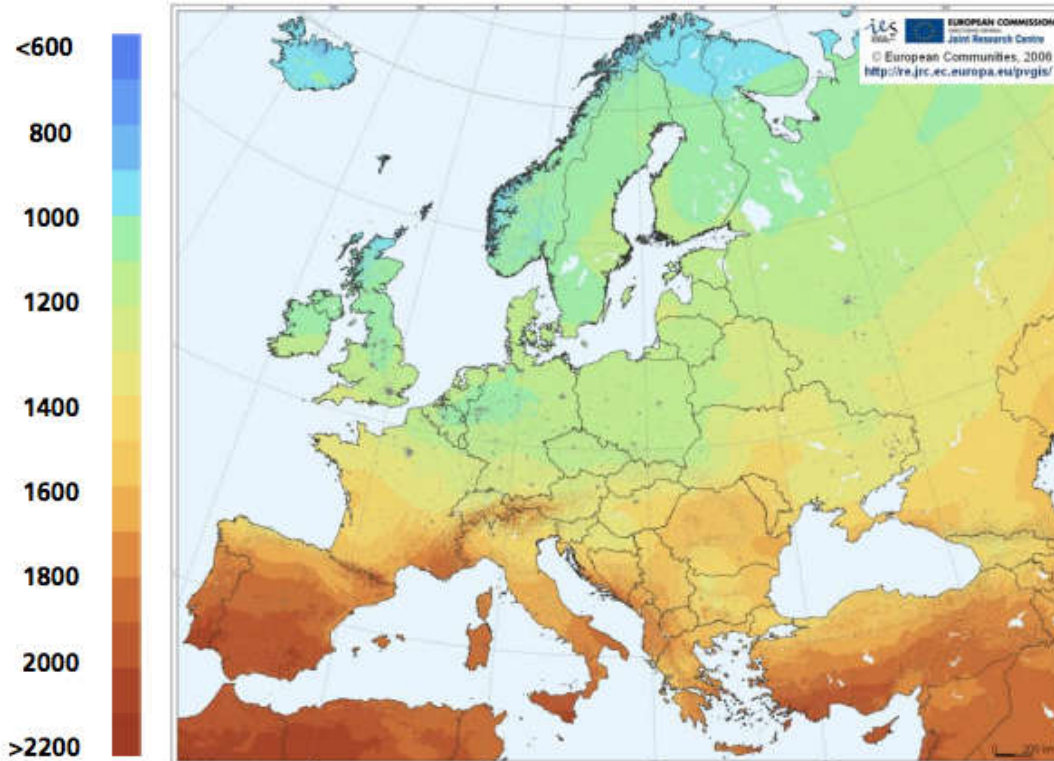 <600
800
1000
1200
1400
1600
1800
2000
>2200
ies
EUROPEAN COMMISSION
Joint Research Centre
© European Communities, 2006
http://re.jrc.ec.europa.eu/pvgis/